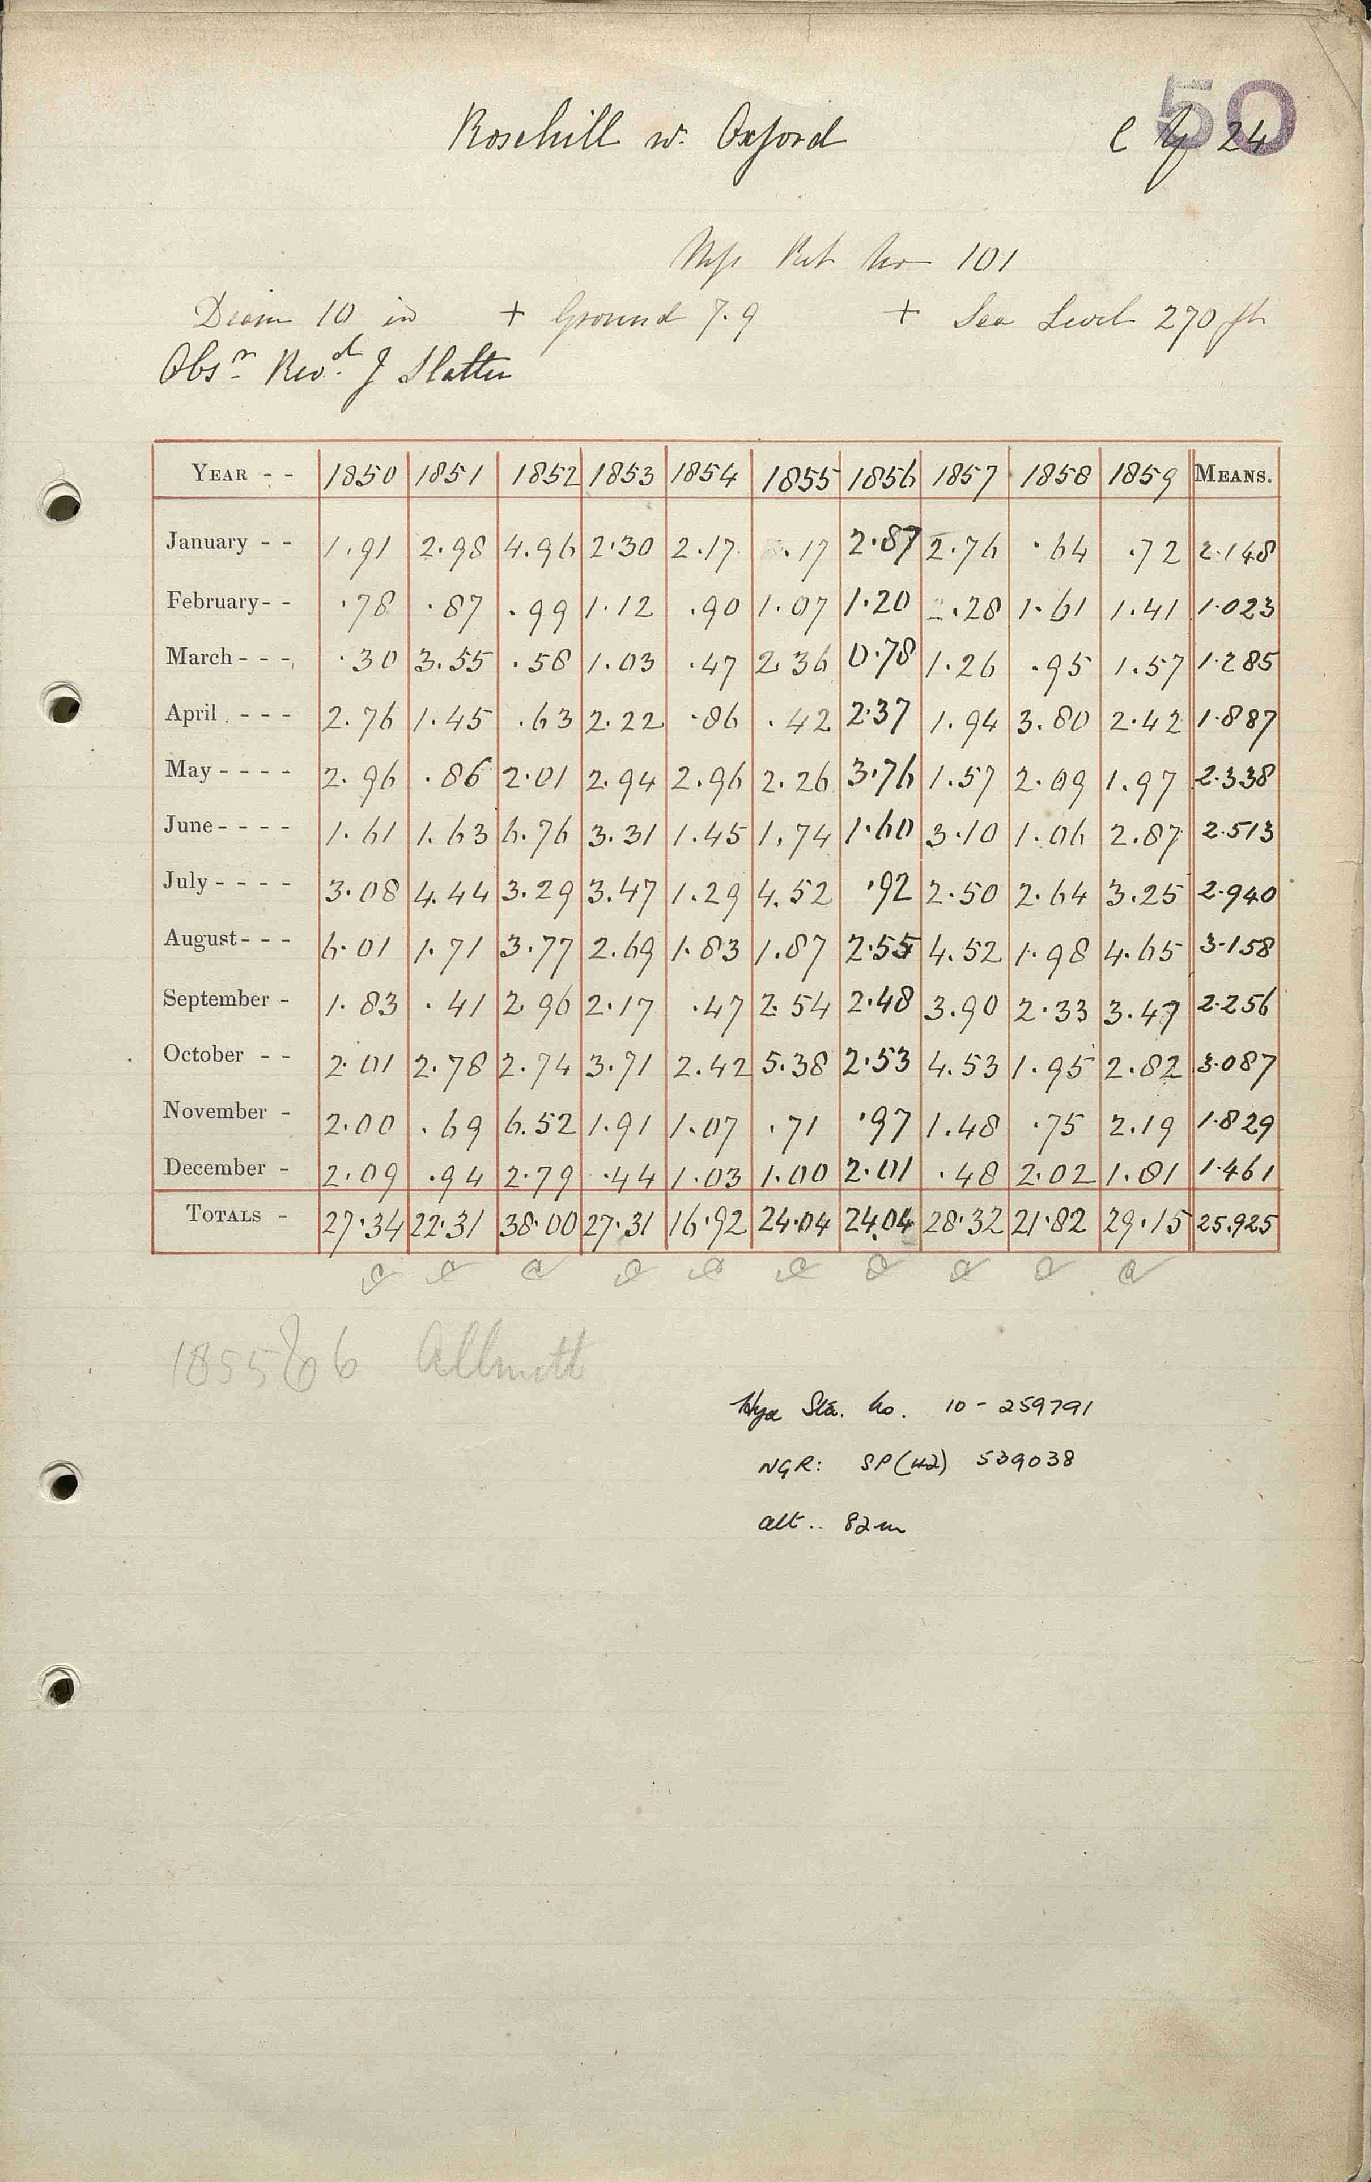 50
Rosehill nr. Oxford
C 24
Mss Ret No 101
Diam 10 in + Ground 7.9 + Sea Level 270 ft
Obsr Revd J Slatter
YEAR - - 1850 1851 1852 1853 1854 1855 1856 1857 1858 1859 MEANS.
January - - 1.91 2.98 4.96 2.30 2.17 .17 2.87 2.76 .64 .72 2.148
February- - .78 .87 .99 1.12 .90 1.07 1.20 .28 1.61 1.41 1.023
March - - - .30 3.55 .58 1.03 .47 2.36 0.78 1.26 .95 1.57 1.285
April - - - 2.76 1.45 .63 2.22 .86 .42 2.37 1.94 3.80 2.42 1.887
May - - - - 2.96 .86 2.01 2.94 2.96 2.26 3.76 1.57 2.09 1.97 2.338
June - - - - 1.61 1.63 6.76 3.31 1.45 1.74 1.60 3.10 1.06 2.87 2.513
July - - - - 3.08 4.44 3.29 3.47 1.29 4.52 .92 2.50 2.64 3.25 2.940
August - - - 6.01 1.71 3.77 2.69 1.83 1.87 2.55 4.52 1.98 4.65 3.158
September - 1.83 .41 2.96 2.17 .47 2.54 2.48 3.90 2.33 3.47 2.256
October - - 2.01 2.78 2.74 3.71 2.42 5.38 2.53 4.53 1.95 2.82 3.087
November - 2.00 .69 6.52 1.91 1.07 .71 .97 1.48 .75 2.19 1.829
December - 2.09 .94 2.79 .44 1.03 1.00 2.01 .48 2.02 1.81 1.461
TOTALS - 27.34 22.31 38.00 27.31 16.92 24.04 24.04 28.32 21.82 29.15 25.925
1855 & 6
Hyd Sta. No. 10 - 259791
NGR: SP (42) 539038
alt.. 82m